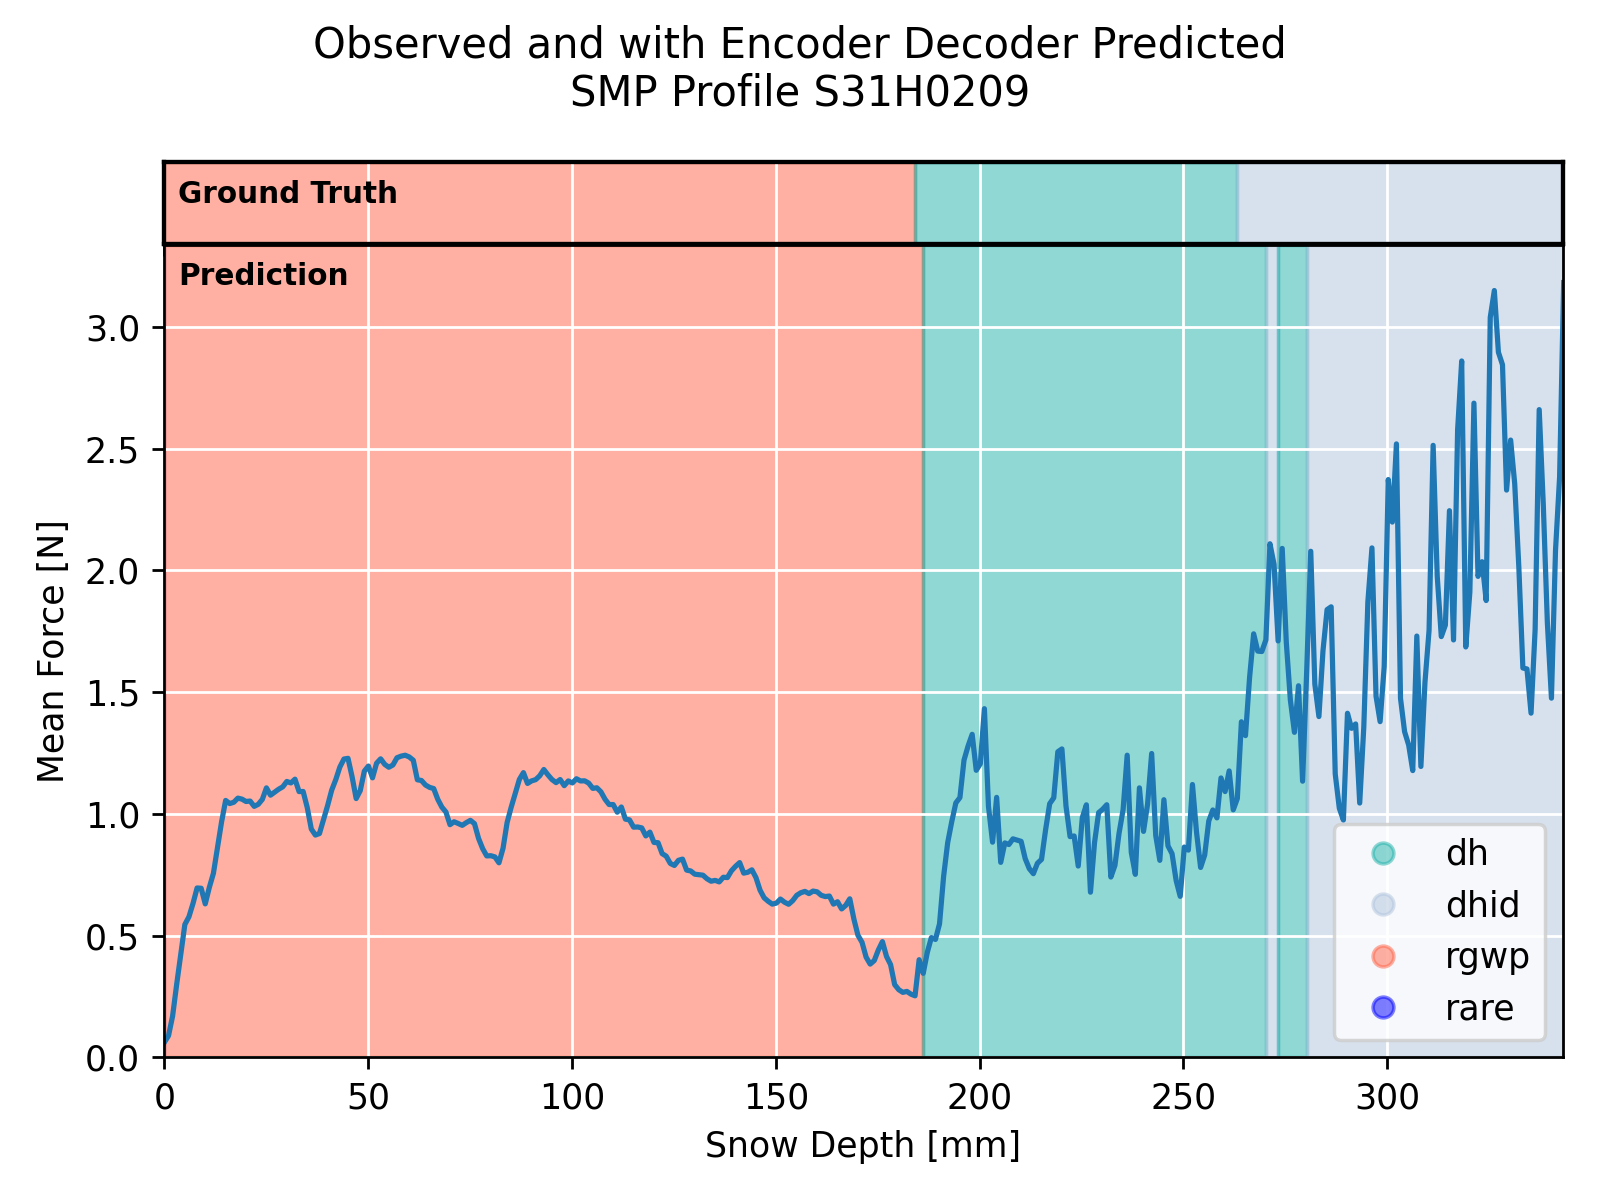 Observed and with Encoder Decoder Predicted
SMP Profile S31H0209
Ground Truth
Prediction
3.0
2.5
2.0
1.5
1.0
0.5
0.0
Mean Force [N]
dh
dhid
rgwp
rare
0 50 100 150 200 250 300
Snow Depth [mm]